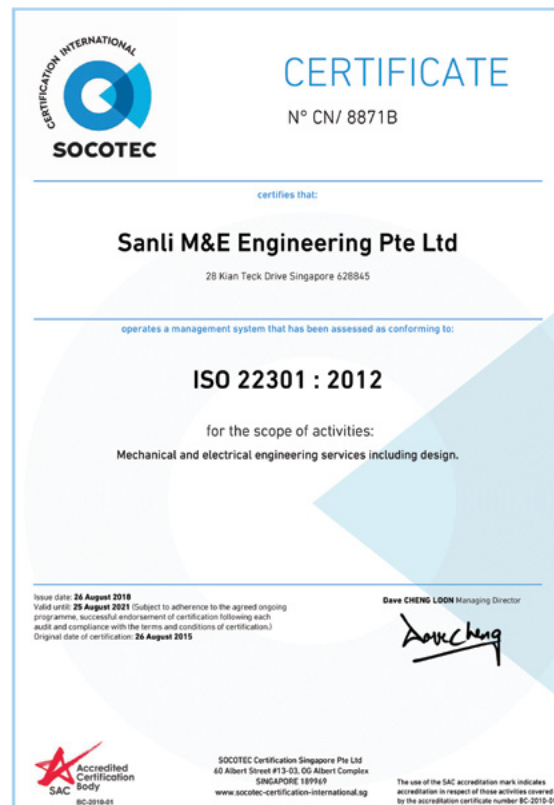 CERTIFICATION INTERNATIONAL
SOCOTEC
CERTIFICATE
N° CN/ 8871B
certifies that:
Sanli M&E Engineering Pte Ltd
28 Kian Teck Drive Singapore 628845
operates a management system that has been assessed as conforming to:
ISO 22301 : 2012
for the scope of activities:
Mechanical and electrical engineering services including design.
Issue date: 26 August 2018
Valid until: 25 August 2021 (Subject to adherence to the agreed ongoing
programme, successful endorsement of certification following each
audit and compliance with the terms and conditions of certification.)
Original date of certification: 26 August 2015
Dave CHENG LOON Managing Director
Dave Cheng
SAC
Accredited
Certification
Body
BC-2010-01
SOCOTEC Certification Singapore Pte Ltd
60 Albert Street #13-03, OG Albert Complex
SINGAPORE 189969
www.socotec-certification-international.sg
The use of the SAC accreditation mark indicates
accreditation in respect of those activities covered
by the accreditation certificate number